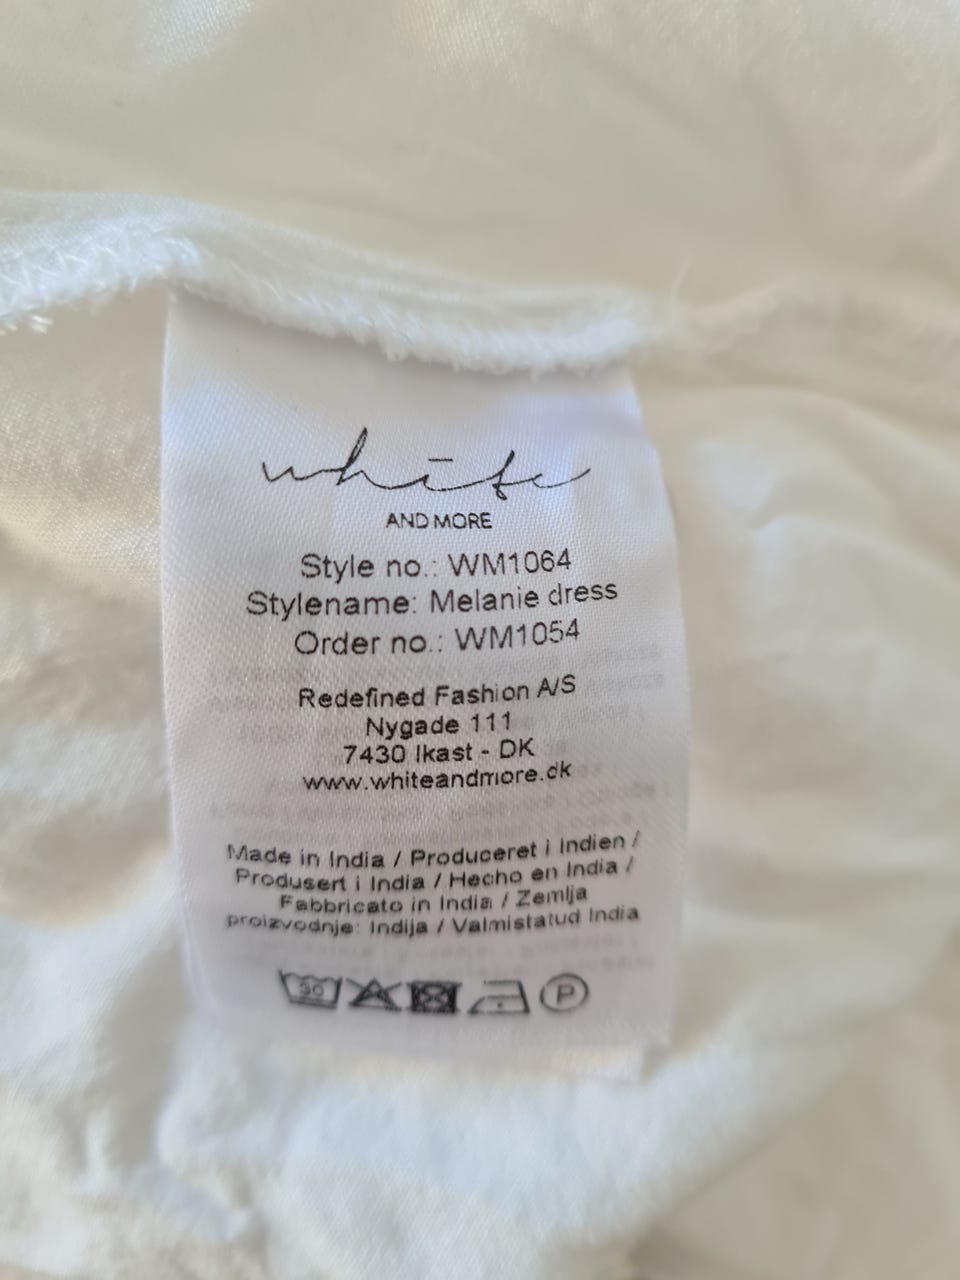 white
AND MORE
Style no.: WM1064
Stylename: Melanie dress
Order no.: WM1054
Redefined Fashion A/S
Nygade 111
7430 Ikast - DK
www.whiteandmore.dk
Made in India / Produceret i Indien /
Produsert i India / Hecho en India /
Fabbricato in India / Zemlja
proizvodnje: Indija / Valmistatud India
30
P